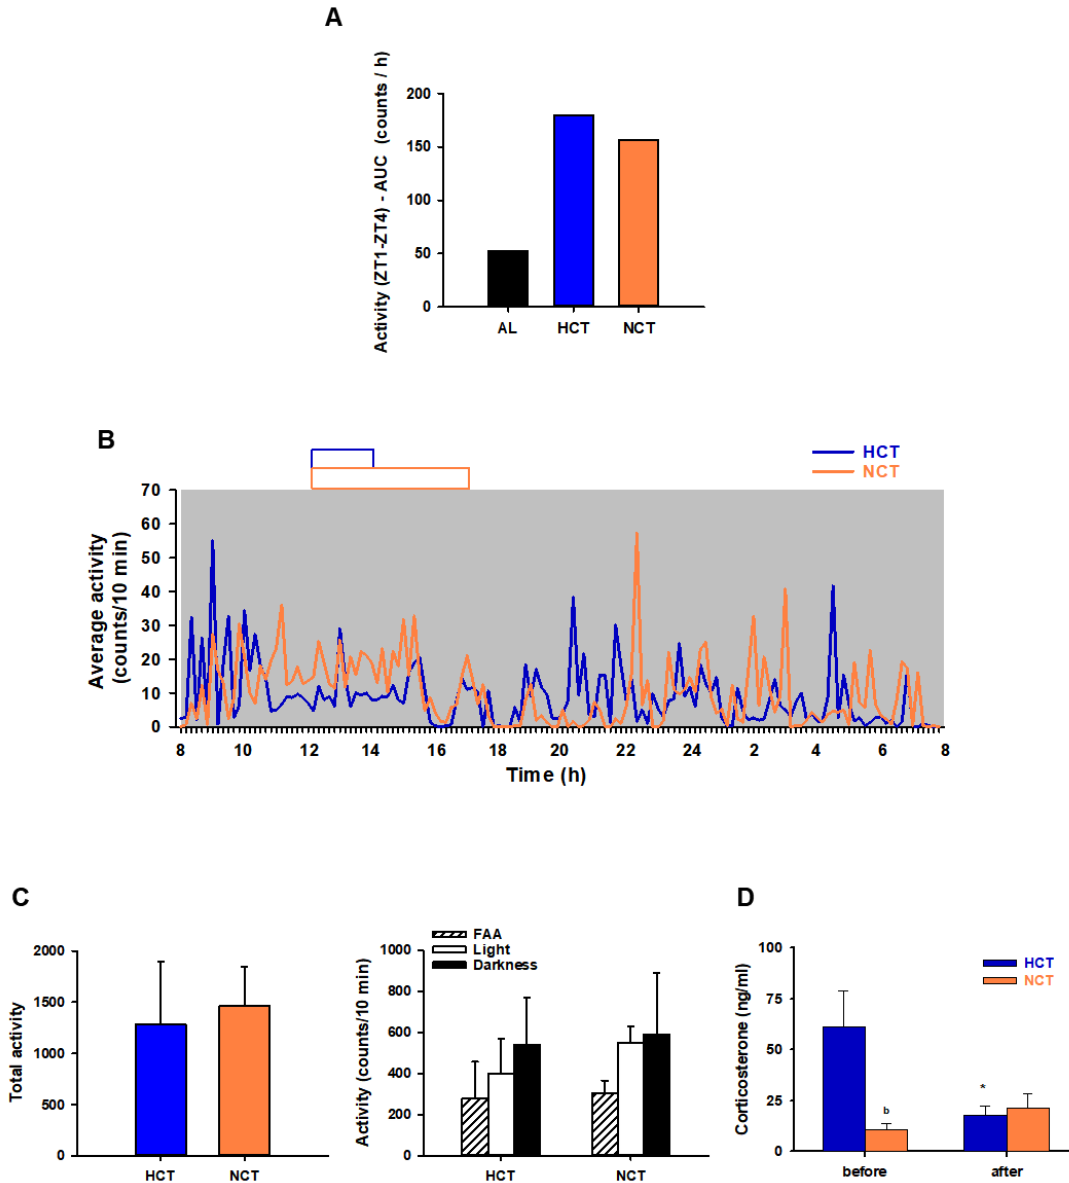 A
Activity (ZT1-ZT4) - AUC (counts / h)
200
150
100
50
0
AL HCT NCT
B
HCT
NCT
Average activity
(counts/10 min)
70
60
50
40
30
20
10
0
8 10 12 14 16 18 20 22 24 2 4 6 8
Time (h)
C
Total activity
2000
1500
1000
500
0
HCT NCT
Activity (counts/10 min)
1000
800
600
400
200
0
FAA
Light
Darkness
HCT NCT
D
Corticosterone (ng/ml)
100
75
50
25
0
HCT
NCT
b
*
before after